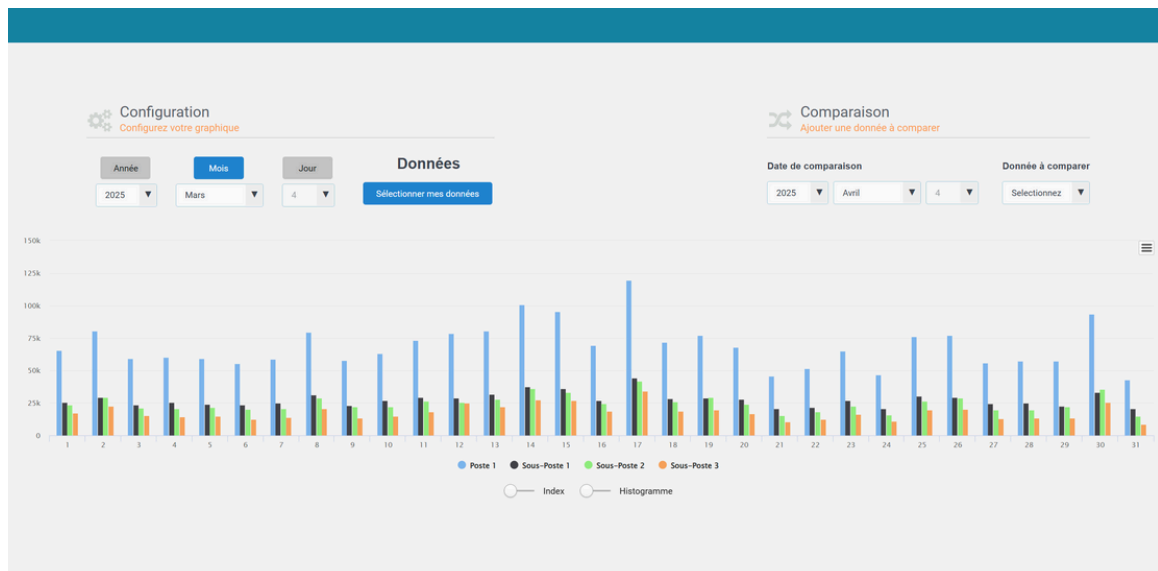 Configuration
Configurez votre graphique
Comparaison
Ajouter une donnée à comparer
Année Mois Jour Données
2025 Mars 4 Sélectionner mes données
Date de comparaison Donnée à comparer
2025 Avril 4 Selectionnez
150k
125k
100k
75k
50k
25k
0
1 2 3 4 5 6 7 8 9 10 11 12 13 14 15 16 17 18 19 20 21 22 23 24 25 26 27 28 29 30 31
Poste 1 Sous-Poste 1 Sous-Poste 2 Sous-Poste 3
Index Histogramme